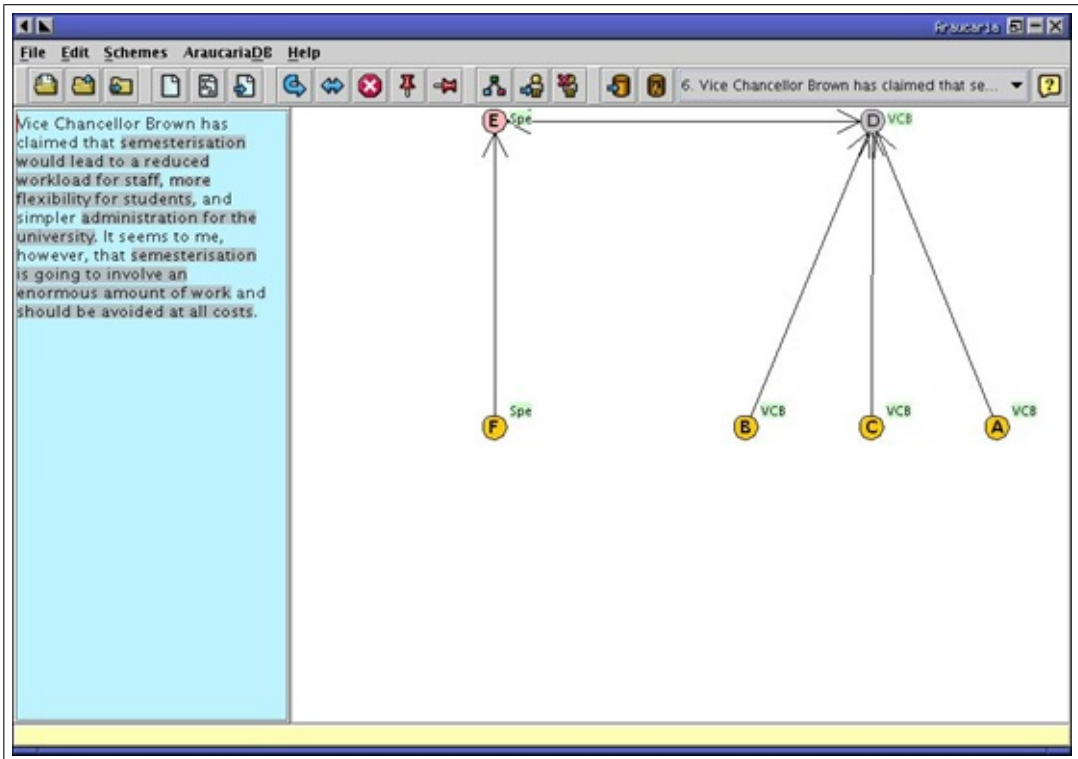 Araucaria
File Edit Schemes AraucariaDB Help
6. Vice Chancellor Brown has claimed that se...
?
Vice Chancellor Brown has
claimed that semesterisation
would lead to a reduced
workload for staff, more
flexibility for students, and
simpler administration for the
university. It seems to me,
however, that semesterisation
is going to involve an
enormous amount of work and
should be avoided at all costs.
E Spe D VCB
F Spe B VCB C VCB A VCB